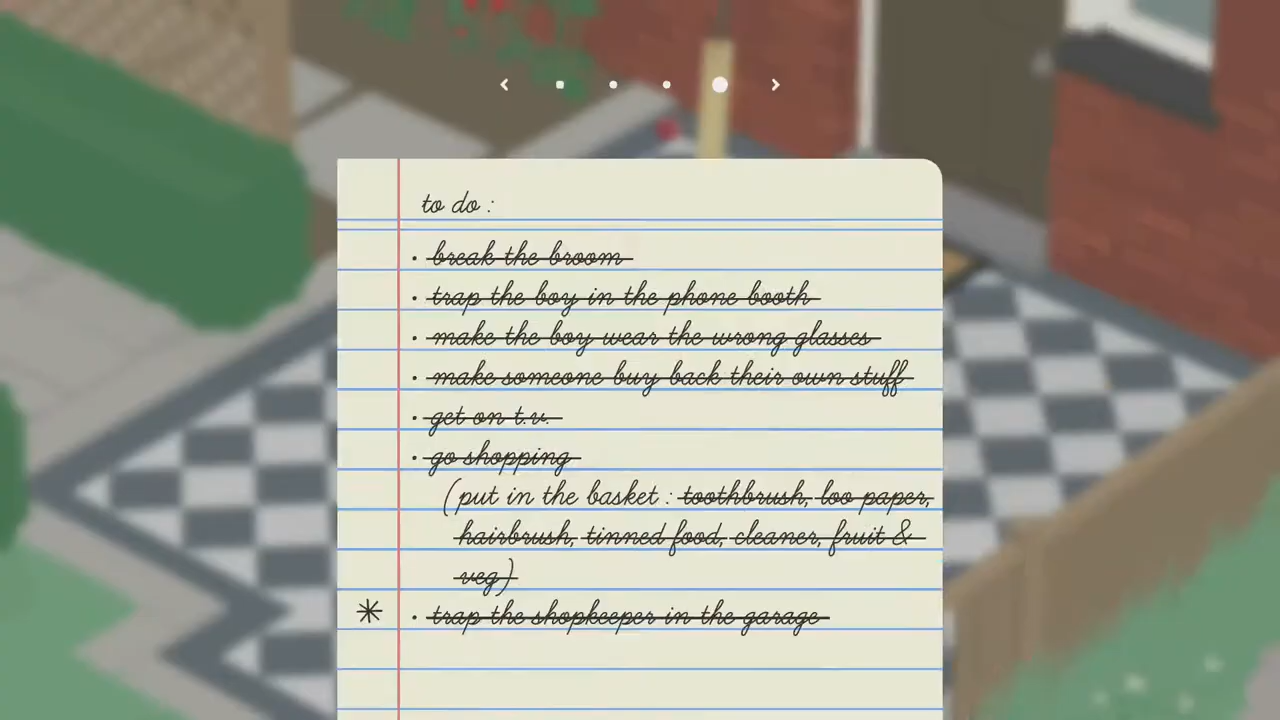 to do :
· break the broom
· trap the boy in the phone booth
· make the boy wear the wrong glasses
· make someone buy back their own stuff
· get on t.v.
· go shopping
(put in the basket : toothbrush, loo paper,
hairbrush, tinned food, cleaner, fruit &
veg)
· trap the shopkeeper in the garage